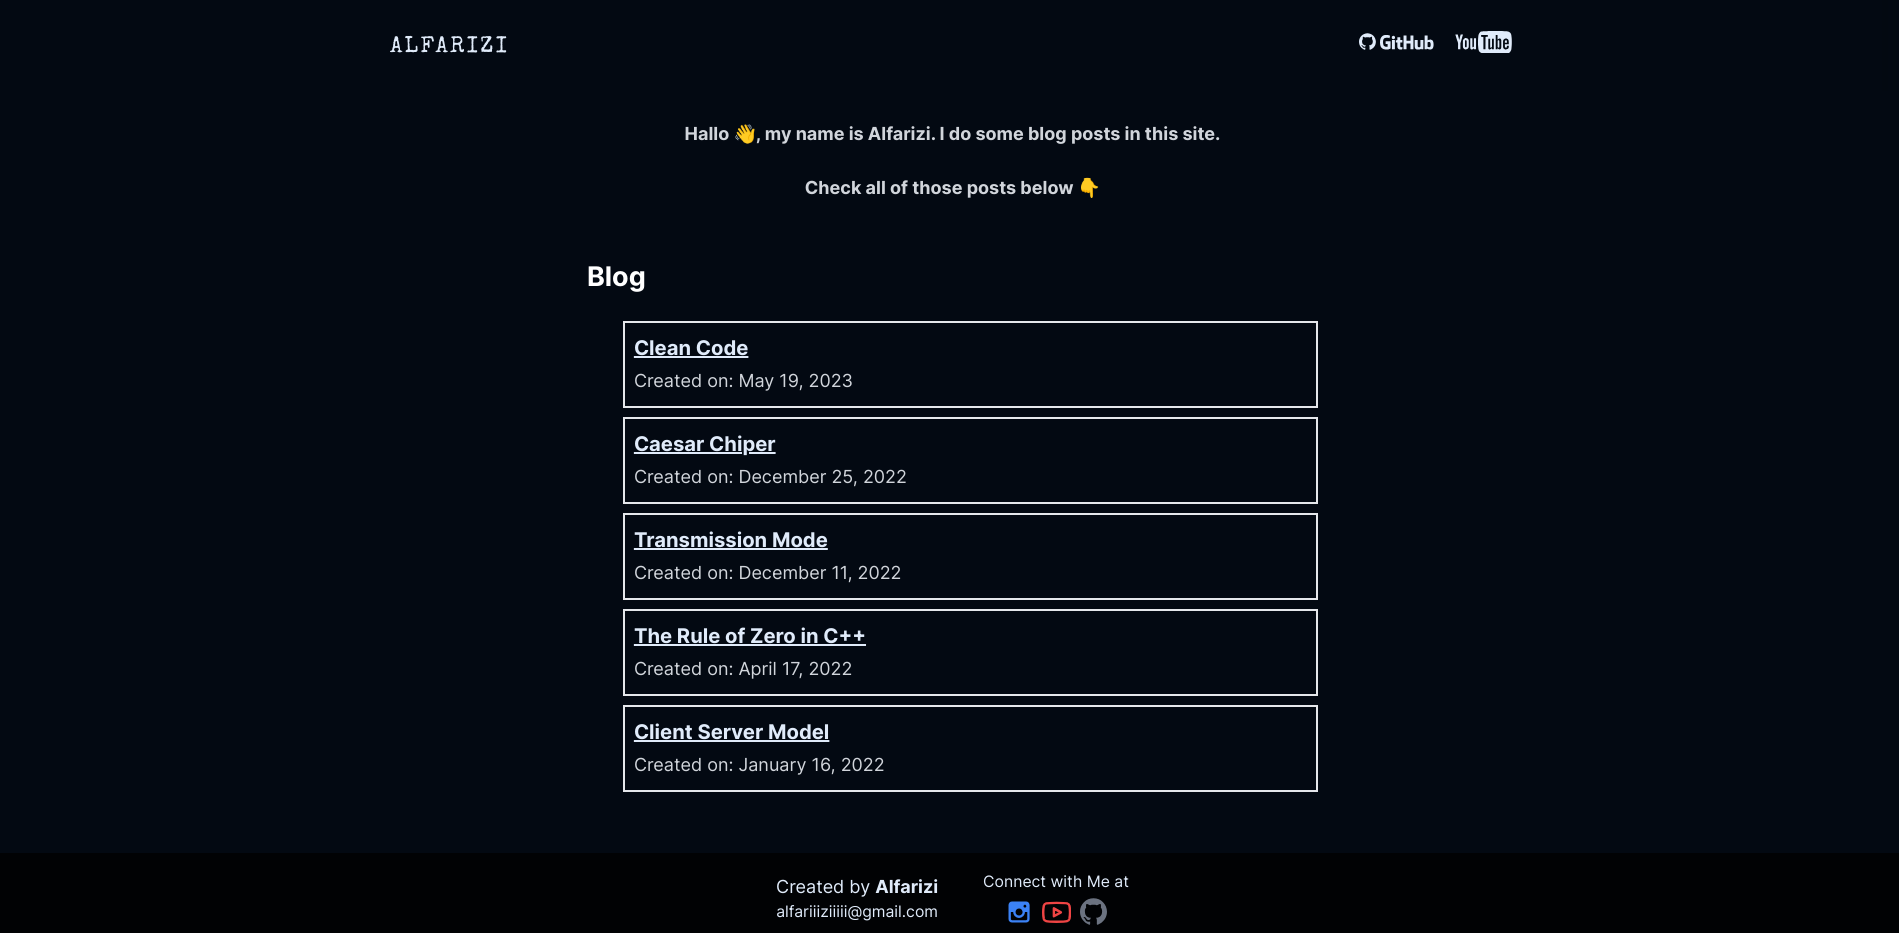 ALFARIZI
GitHub YouTube
Hallo 👋, my name is Alfarizi. I do some blog posts in this site.
Check all of those posts below 👇
Blog
Clean Code
Created on: May 19, 2023
Caesar Chiper
Created on: December 25, 2022
Transmission Mode
Created on: December 11, 2022
The Rule of Zero in C++
Created on: April 17, 2022
Client Server Model
Created on: January 16, 2022
Created by Alfarizi
alfariiiziiiii@gmail.com
Connect with Me at